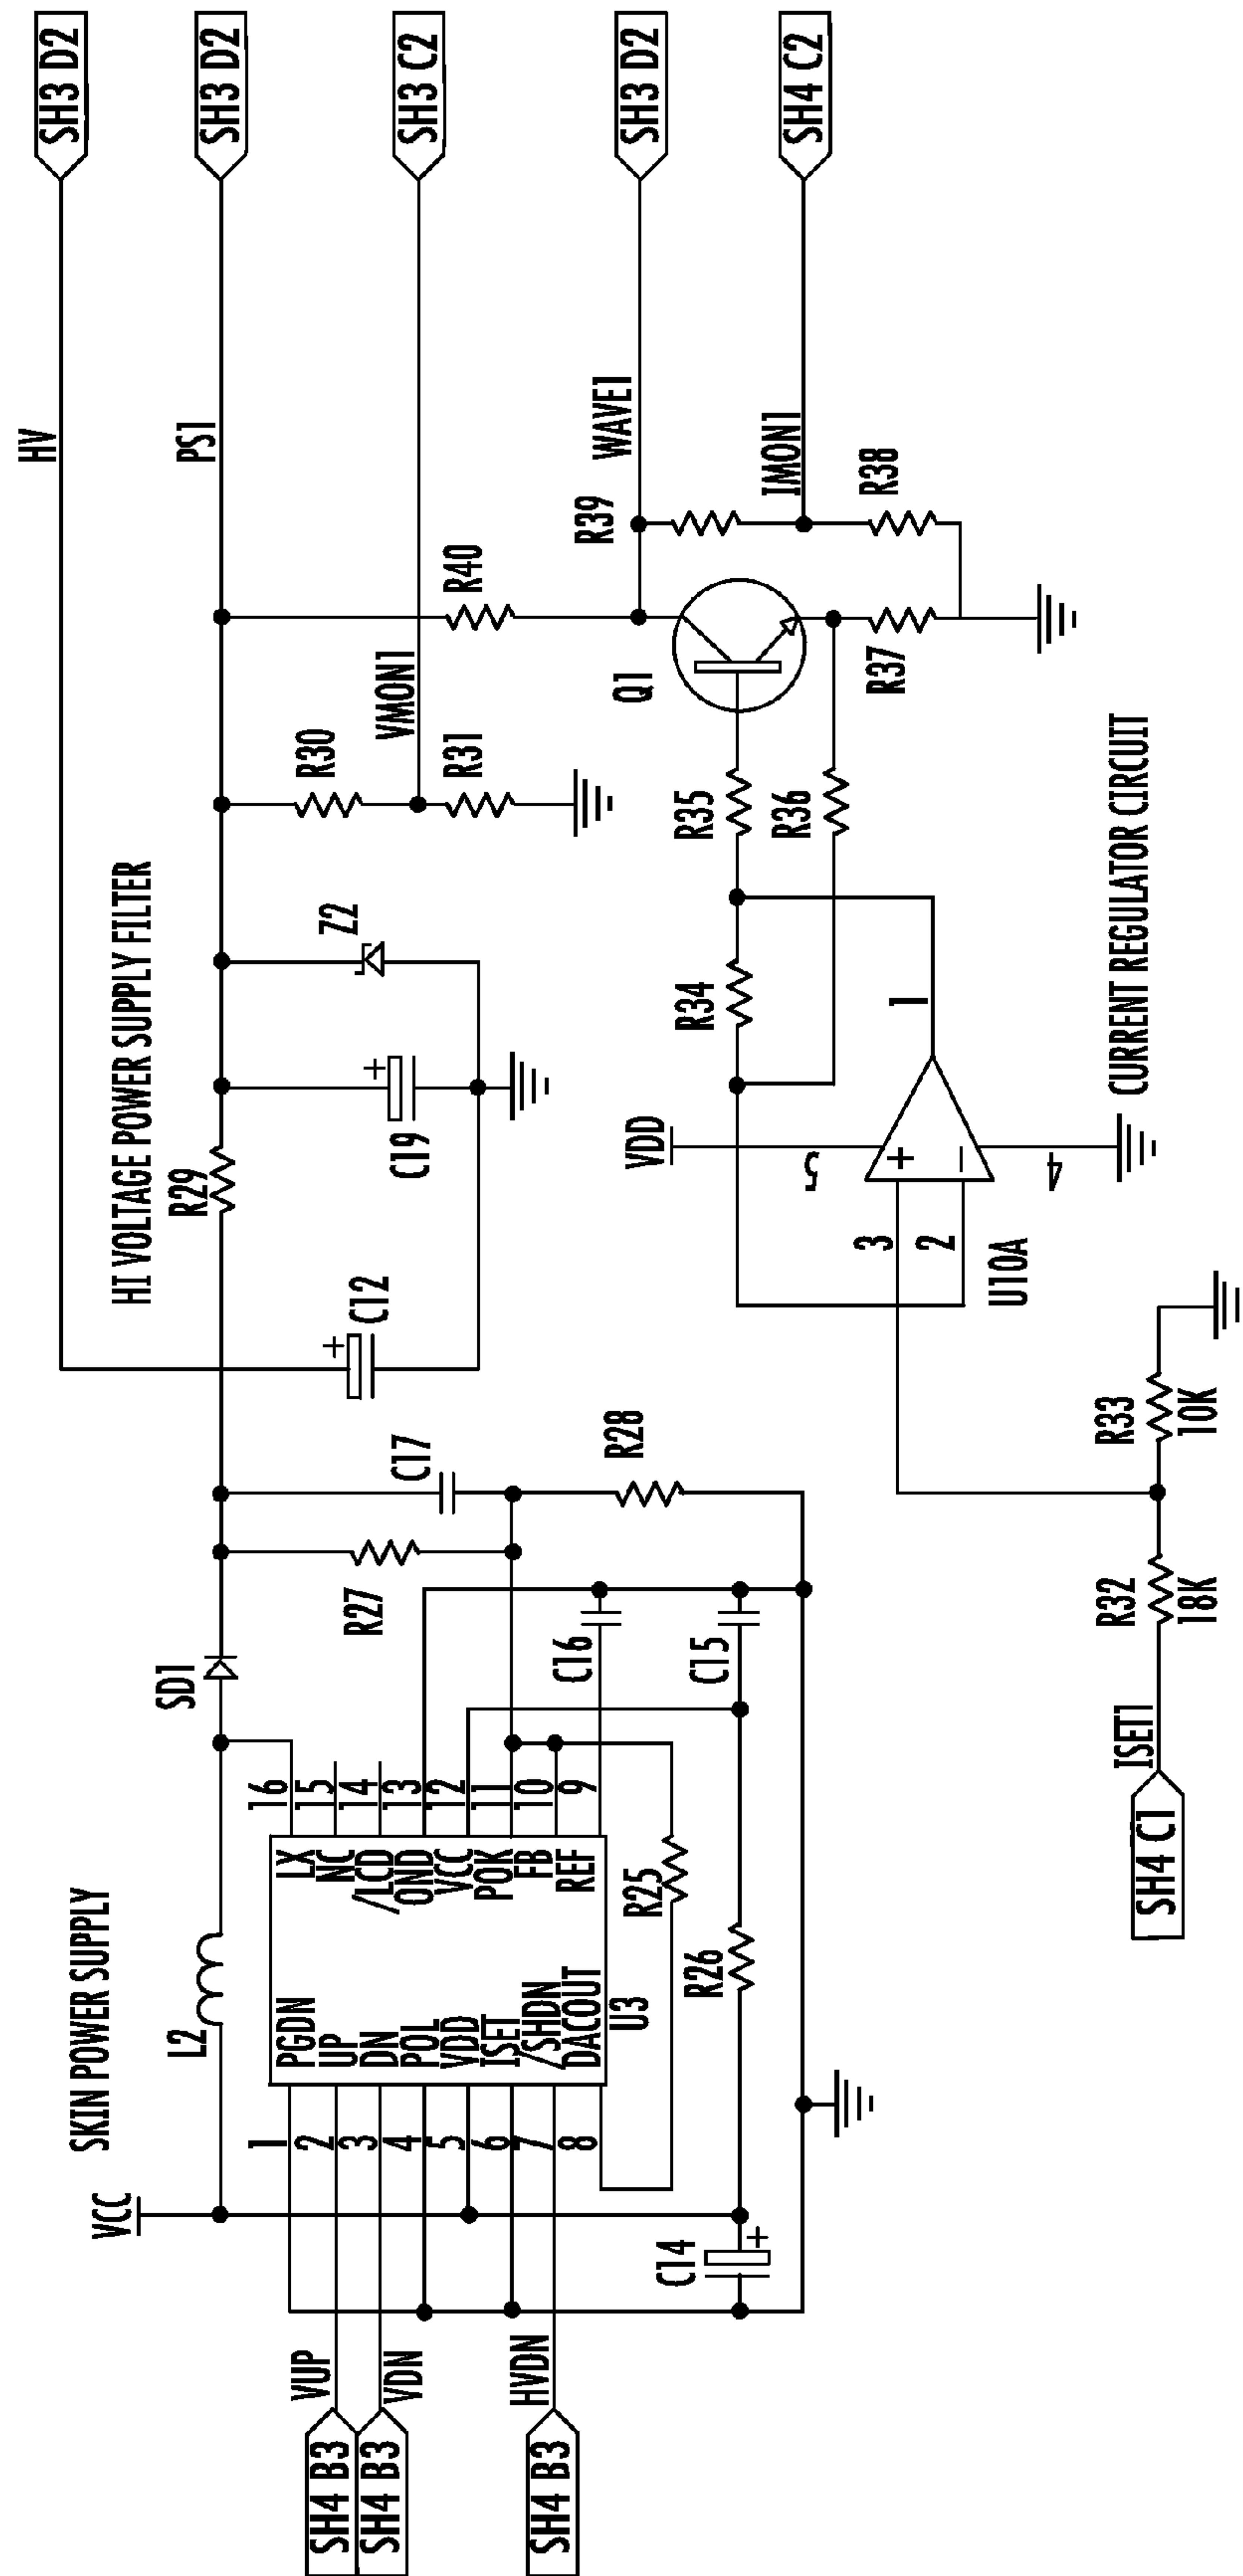 SKIN POWER SUPPLY
VCC
L2
SD1
HI VOLTAGE POWER SUPPLY FILTER
HV
SH3 D2
PS1
SH3 D2
VMON1
SH3 C2
WAVE1
SH3 D2
IMON1
SH4 C2
SH4 B3
VUP
SH4 B3
VDN
SH4 B3
HVDN
1
2
3
4
5
6
7
8
PGDN
UP
DN
POL
VDD
ISET
/SHDN
DACOUT
U3
LX
NC
/LCD
OND
VCC
POK
FB
REF
16
15
14
13
12
11
10
9
R25
R26
C14
+
C16
C15
R27
C17
R28
R29
C12
+
C19
+
Z2
R30
R31
R40
R39
R38
Q1
R37
R35
R36
R34
VDD
5
3
+
2
−
1
4
U10A
CURRENT REGULATOR CIRCUIT
SH4 C1
ISET1
R32
18K
R33
10K